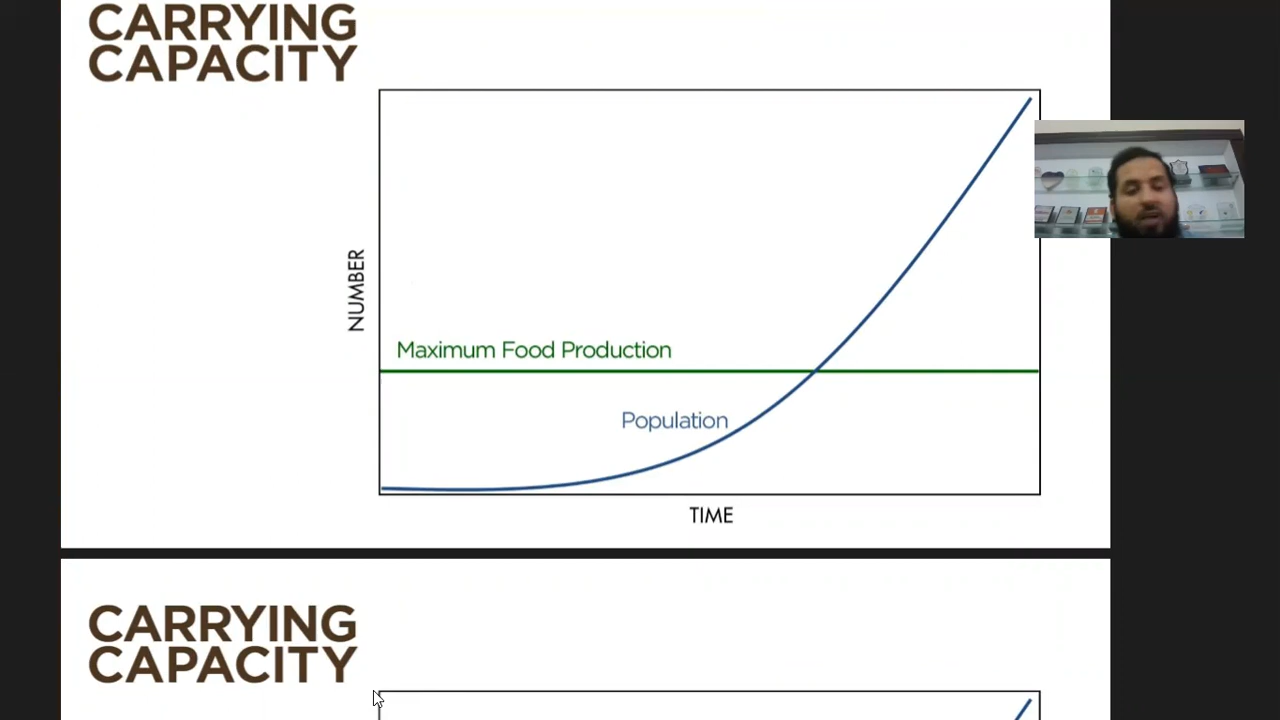 CARRYING
CAPACITY
NUMBER
Maximum Food Production
Population
TIME
CARRYING
CAPACITY